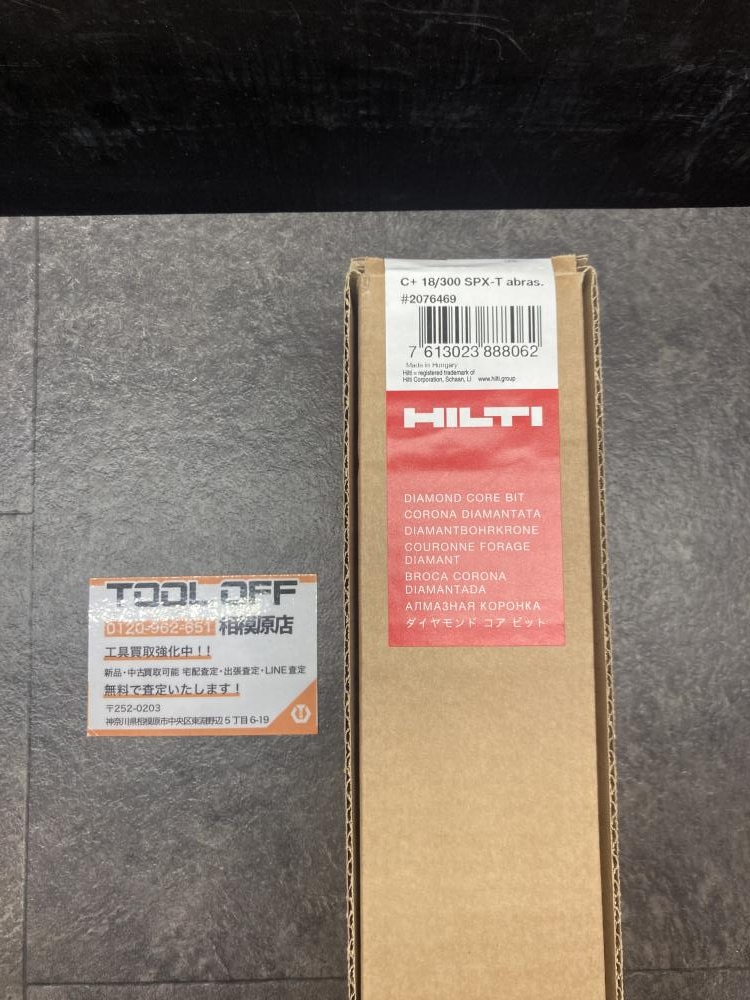 C+ 18/300 SPX-T abras.
#2076469
7 613023 888062
Made in Hungary
Hilti = registered trademark of
Hilti Corporation, Schaan, LI www.hilti.group
HILTI
DIAMOND CORE BIT
CORONA DIAMANTATA
DIAMANTBOHRKRONE
COURONNE FORAGE
DIAMANT
BROCA CORONA
DIAMANTADA
АЛМАЗНАЯ КОРОНКА
ダイヤモンド コア ビット
TOOL OFF
0120-962-651 相模原店
工具買取強化中!!
新品・中古買取可能 宅配査定・出張査定・LINE査定
無料で査定いたします!
〒252-0203
神奈川県相模原市中央区東淵野辺5丁目6-19